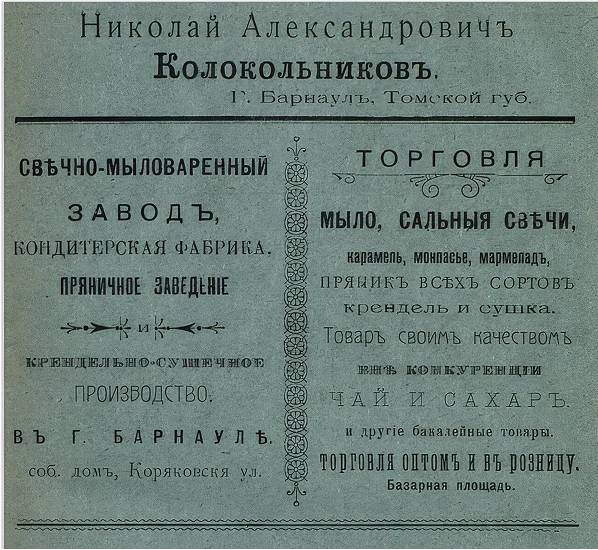 Николай Александровичъ
Колокольниковъ.
Г. Барнаулъ, Томской губ.
СВѢЧНО-МЫЛОВАРЕННЫЙ
ЗАВОДЪ,
КОНДИТЕРСКАЯ ФАБРИКА,
ПРЯНИЧНОЕ ЗАВЕДЕНІЕ
и
КРЕНДЕЛЬНО-СУШЕЧНОЕ
ПРОИЗВОДСТВО.
ВЪ Г. БАРНАУЛѢ.
соб. домъ, Коряковскя ул.
ТОРГОВЛЯ
МЫЛО, САЛЬНЫЯ СВѢЧИ,
карамель, монпасье, мармеладъ,
ПРЯНИКЪ ВСѢХЪ СОРТОВЪ
крендель и сушка.
Товаръ своимъ качествомъ
ВНѢ КОНКУРЕНЦІИ
ЧАЙ И САХАРЪ.
и другіе бакалейные товары.
ТОРГОВЛЯ ОПТОМЪ И ВЪ РОЗНИЦУ.
Базарная площадь.